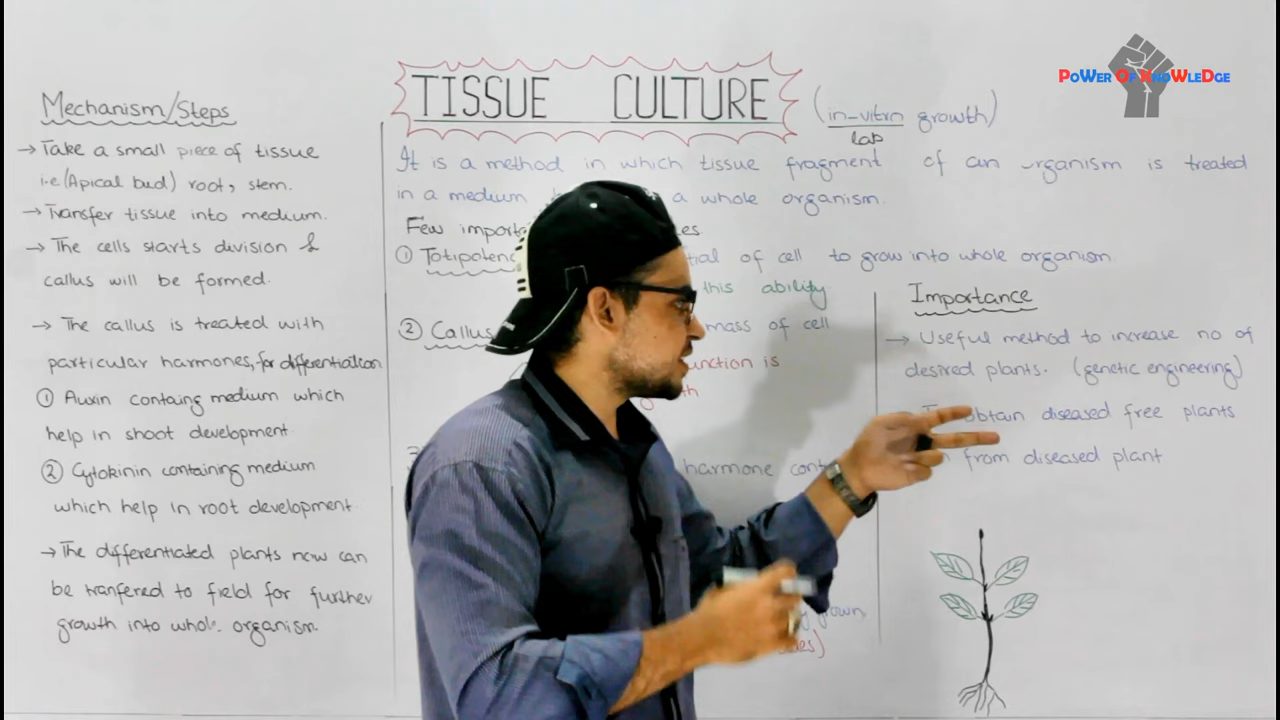 PoWer Of KnoWleDge
TISSUE CULTURE (in-vitro growth)
lab
Mechanism/Steps
→ Take a small piece of tissue
i.e (Apical bud) root, stem.
→ Transfer tissue into medium.
→ The cells starts division &
callus will be formed.
→ The callus is treated with
particular harmones, for differentiation
① Auxin containg medium which
help in shoot development
② Cytokinin containing medium
which help in root development
→ The differentiated plants now can
be tranfered to field for further
growth into whole organism.
It is a method in which tissue fragment of an organism is treated
in a medium a whole organism.
Few
① of cell to grow into whole organism
this ability
② Callus mass of cell
is
harmone
grown
Importance
→ Useful method to increase no of
desired plants. (genetic engineering)
obtain diseased free plants
from diseased plant